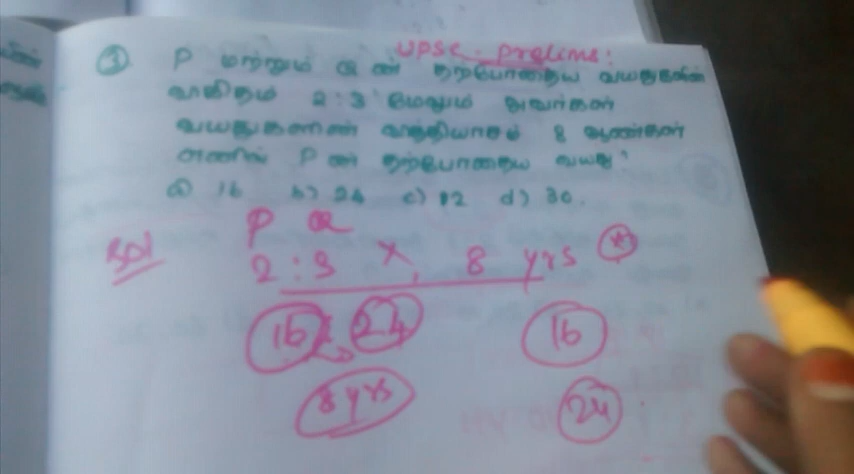 UPSC Prelims:
1 P மற்றும் Q ன் தற்போதைய வயதுகளின்
விகிதம் 2:3 மேலும் அவர்கள்
வயதுகளின் வித்தியாசம் 8 ஆண்கள்
எனில் P ன் தற்போதைய வயது?
a) 16 b) 24 c) 12 d) 30.
P Q
Sol 2:3 x, 8 yrs
16 24 16
8 yrs 24